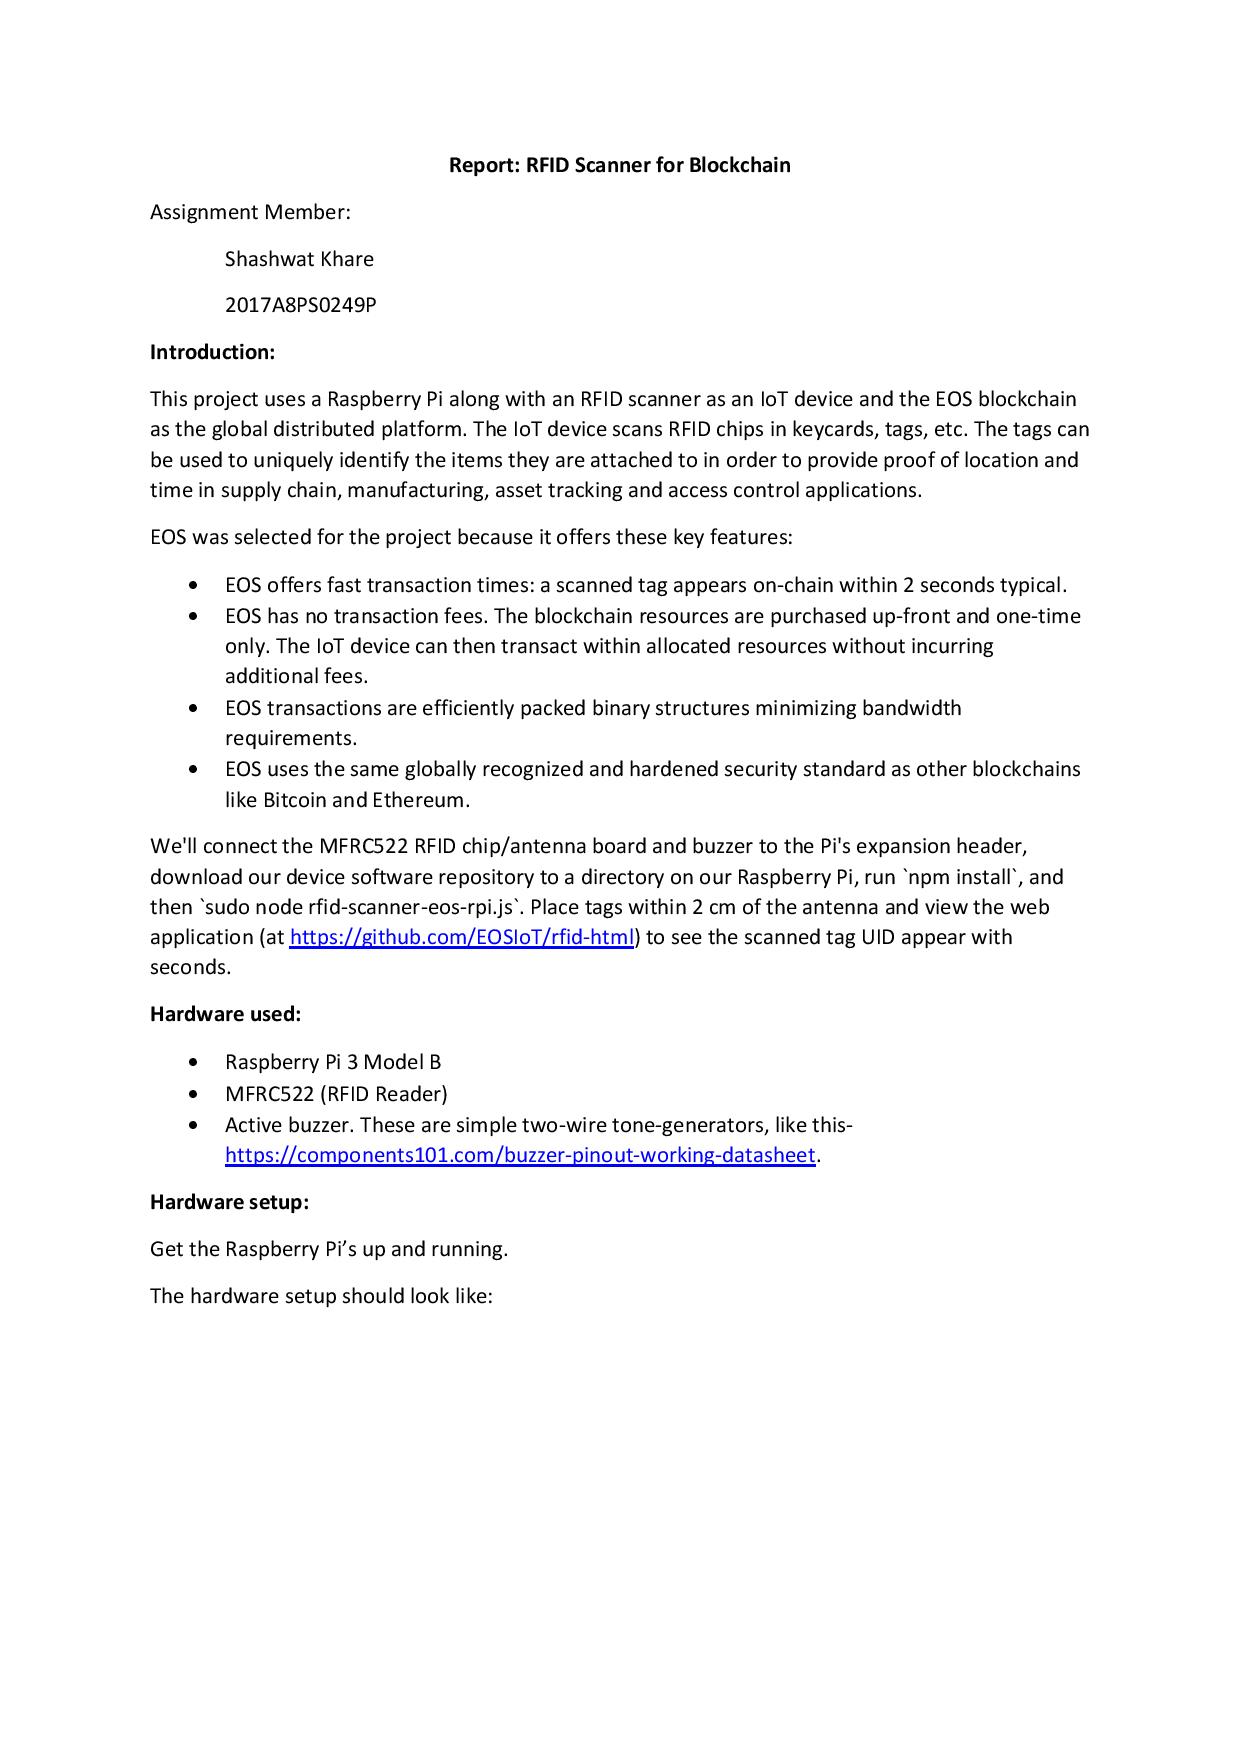 Report: RFID Scanner for Blockchain
Assignment Member:
Shashwat Khare
2017A8PS0249P
Introduction:
This project uses a Raspberry Pi along with an RFID scanner as an IoT device and the EOS blockchain
as the global distributed platform. The IoT device scans RFID chips in keycards, tags, etc. The tags can
be used to uniquely identify the items they are attached to in order to provide proof of location and
time in supply chain, manufacturing, asset tracking and access control applications.
EOS was selected for the project because it offers these key features:
• EOS offers fast transaction times: a scanned tag appears on-chain within 2 seconds typical.
• EOS has no transaction fees. The blockchain resources are purchased up-front and one-time
only. The IoT device can then transact within allocated resources without incurring
additional fees.
• EOS transactions are efficiently packed binary structures minimizing bandwidth
requirements.
• EOS uses the same globally recognized and hardened security standard as other blockchains
like Bitcoin and Ethereum.
We'll connect the MFRC522 RFID chip/antenna board and buzzer to the Pi's expansion header,
download our device software repository to a directory on our Raspberry Pi, run `npm install`, and
then `sudo node rfid-scanner-eos-rpi.js`. Place tags within 2 cm of the antenna and view the web
application (at https://github.com/EOSIoT/rfid-html) to see the scanned tag UID appear with
seconds.
Hardware used:
• Raspberry Pi 3 Model B
• MFRC522 (RFID Reader)
• Active buzzer. These are simple two-wire tone-generators, like this-
https://components101.com/buzzer-pinout-working-datasheet.
Hardware setup:
Get the Raspberry Pi’s up and running.
The hardware setup should look like: